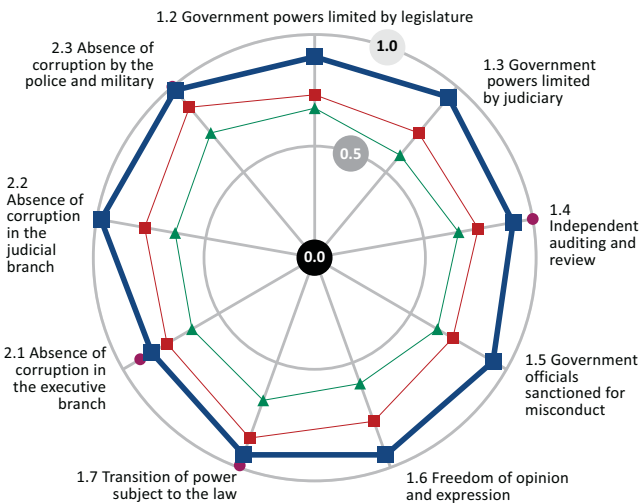 1.2 Government powers limited by legislature
1.0
2.3 Absence of
corruption by the
police and military
1.3 Government
powers limited
by judiciary
0.5
2.2
Absence of
corruption
in the
judicial
branch
1.4
Independent
auditing and
review
0.0
2.1 Absence of
corruption in
the executive
branch
1.5 Government
officials
sanctioned for
misconduct
1.7 Transition of power
subject to the law
1.6 Freedom of opinion
and expression